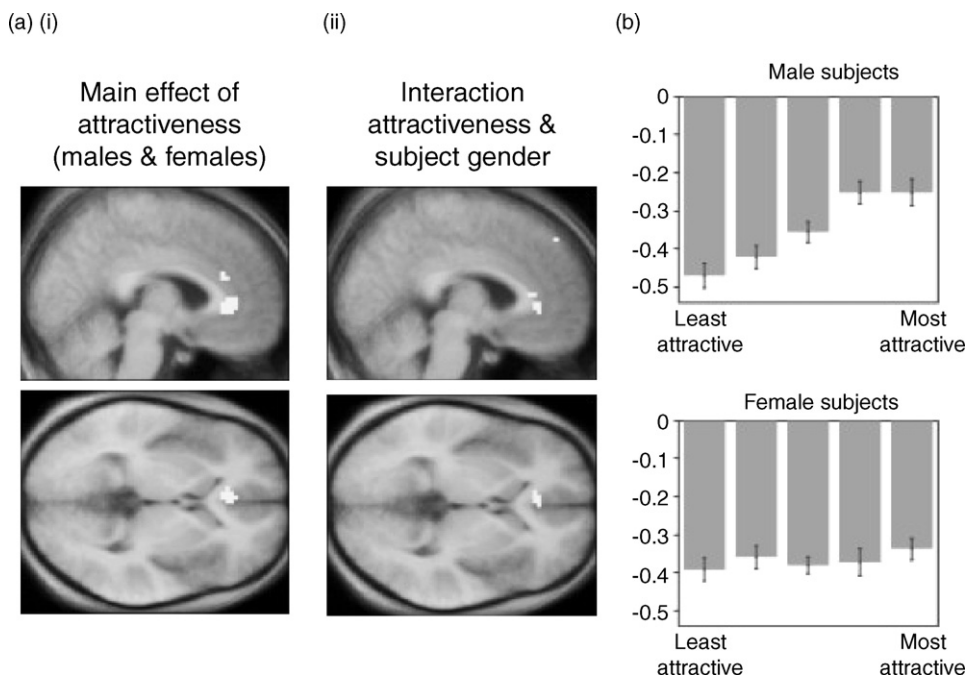 (a) (i)
(ii)
(b)
Main effect of
attractiveness
(males & females)
Interaction
attractiveness &
subject gender
Male subjects
0
-0.1
-0.2
-0.3
-0.4
-0.5
Least
attractive
Most
attractive
Female subjects
0
-0.1
-0.2
-0.3
-0.4
-0.5
Least
attractive
Most
attractive